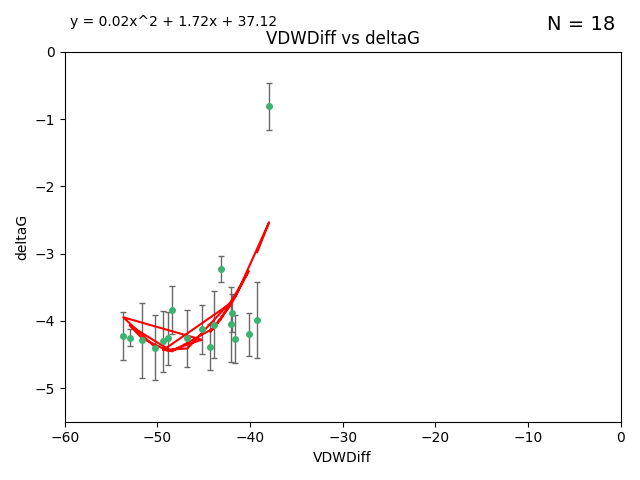 y = 0.02x^2 + 1.72x + 37.12
N = 18
VDWDiff vs deltaG
0
−1
−2
−3
−4
−5
deltaG
−60
−50
−40
−30
−20
−10
0
VDWDiff